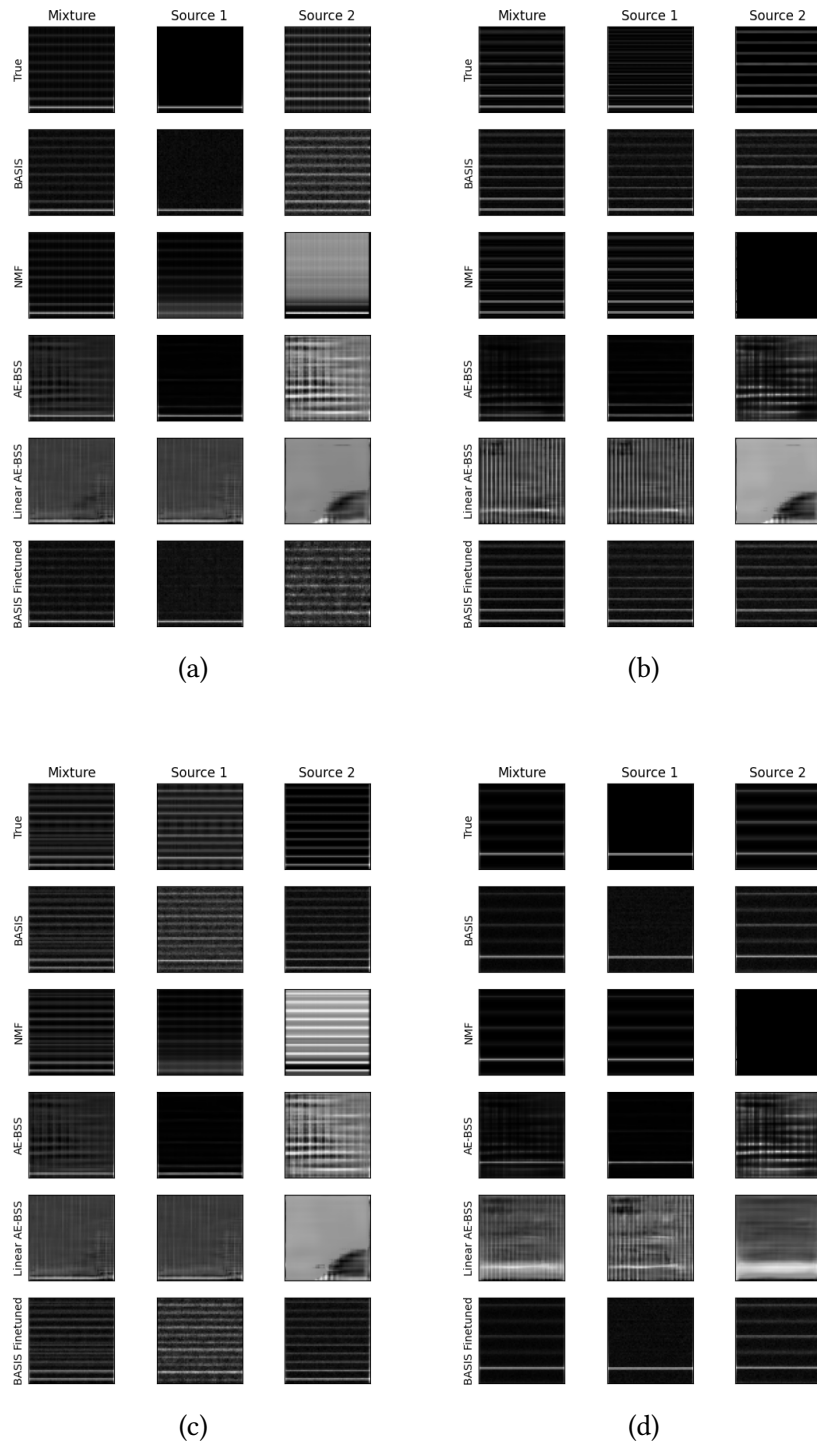 Mixture Source 1 Source 2
True
BASIS
NMF
AE-BSS
Linear AE-BSS
BASIS Finetuned
(a)
Mixture Source 1 Source 2
True
BASIS
NMF
AE-BSS
Linear AE-BSS
BASIS Finetuned
(b)
Mixture Source 1 Source 2
True
BASIS
NMF
AE-BSS
Linear AE-BSS
BASIS Finetuned
(c)
Mixture Source 1 Source 2
True
BASIS
NMF
AE-BSS
Linear AE-BSS
BASIS Finetuned
(d)